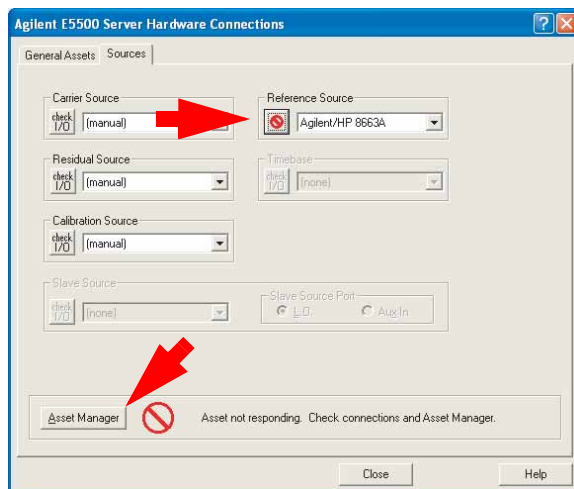 Agilent E5500 Server Hardware Connections
General Assets Sources
Carrier Source
check I/O
(manual)
Reference Source
Agilent/HP 8663A
Residual Source
check I/O
(manual)
Timebase
check I/O
(none)
Calibration Source
check I/O
(manual)
Slave Source
check I/O
(none)
Slave Source Port
L.O. Aux In
Asset Manager
Asset not responding. Check connections and Asset Manager.
Close Help